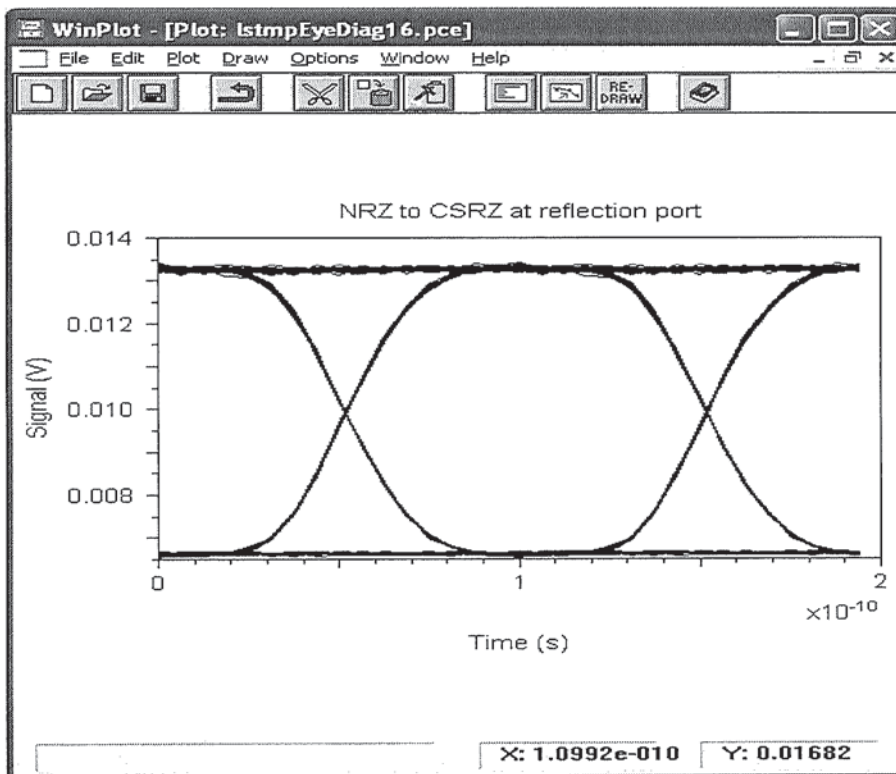 WinPlot - [Plot: lstmpEyeDiag16.pce]
File Edit Plot Draw Options Window Help
RE-
DRAW
NRZ to CSRZ at reflection port
0.014
0.012
0.010
0.008
Signal (V)
0 1 2
×10⁻¹⁰
Time (s)
X: 1.0992e-010 Y: 0.01682